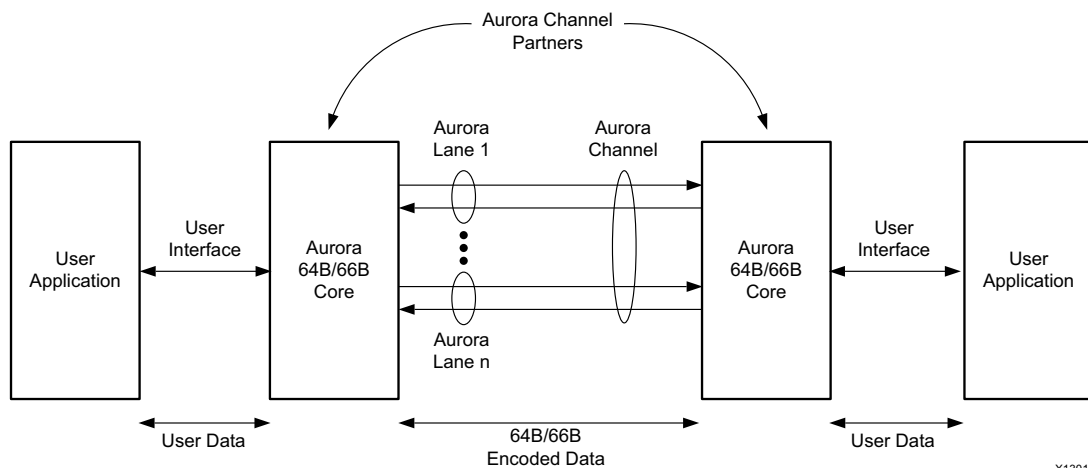 Aurora Channel
Partners
Aurora
Lane 1
Aurora
Channel
User
Application
User
Interface
Aurora
64B/66B
Core
Aurora
64B/66B
Core
User
Interface
User
Application
Aurora
Lane n
User Data
64B/66B
Encoded Data
User Data